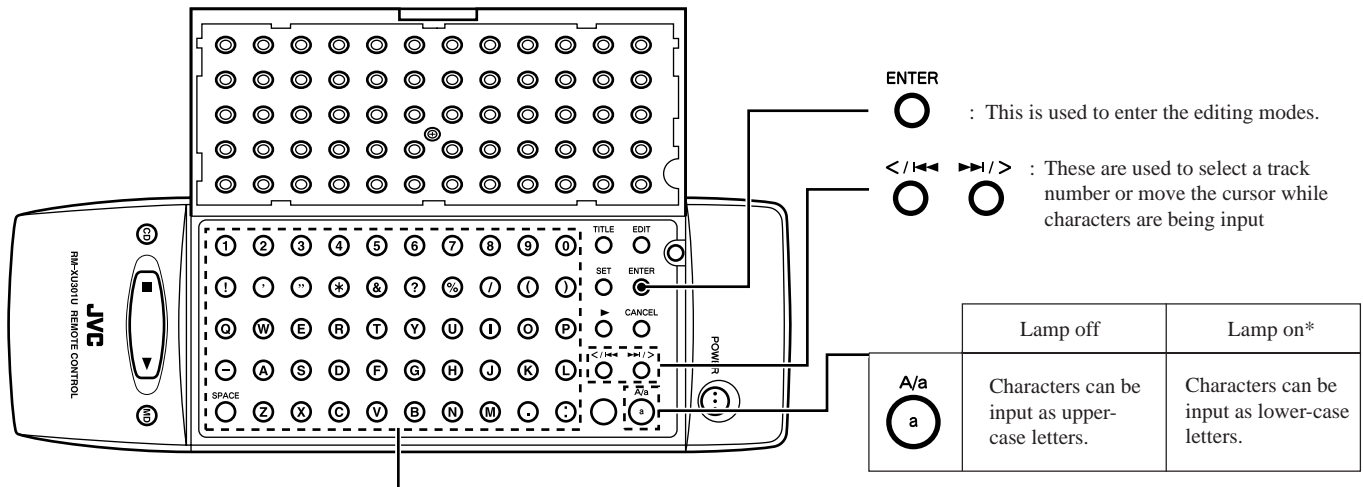 ENTER
: This is used to enter the editing modes.
</I◀◀ ▶▶I/>
: These are used to select a track
number or move the cursor while
characters are being input
Lamp off Lamp on*
A/a
a
Characters can be
input as upper-
case letters.
Characters can be
input as lower-case
letters.
RM-XU301U REMOTE CONTROL
JVC
CD
■
▶
MD
1 2 3 4 5 6 7 8 9 0 TITLE EDIT
! ' " * & ? % / ( ) SET ENTER
Q W E R T Y U I O P ▶ CANCEL
- A S D F G H J K L </I◀◀ ▶▶I/>
SPACE Z X C V B N M . : A/a a
POWER